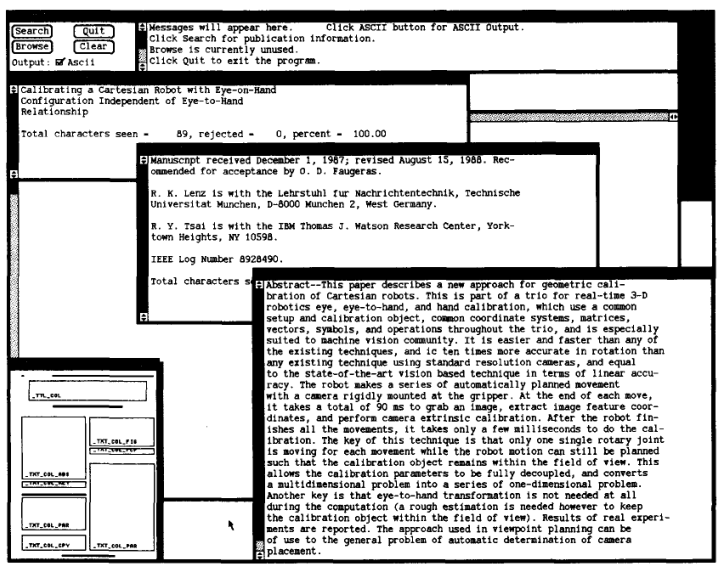 Search Quit
Browse Clear
Output: Ascii
Messages will appear here. Click ASCII button for ASCII Output.
Click Search for publication information.
Browse is currently unused.
Click Quit to exit the program.
Calibrating a Cartesian Robot with Eye-on-Hand
Configuration Independent of Eye-to-Hand
Relationship
Total characters seen = 89, rejected = 0, percent = 100.00
Manuscript received December 1, 1987; revised August 15, 1988. Rec-
ommended for acceptance by O. D. Faugeras.
R. K. Lenz is with the Lehrstuhl fur Nachrichtentechnik, Technische
Universitat Munchen, D-8000 Munchen 2, West Germany.
R. Y. Tsai is with the IBM Thomas J. Watson Research Center, York-
town Heights, NY 10598.
IEEE Log Number 8928490.
Total characters s
Abstract--This paper describes a new approach for geometric cali-
bration of Cartesian robots. This is part of a trio for real-time 3-D
robotics eye, eye-to-hand, and hand calibration, which use a common
setup and calibration object, common coordinate systems, matrices,
vectors, symbols, and operations throughout the trio, and is especially
suited to machine vision community. It is easier and faster than any of
the existing techniques, and ic ten times more accurate in rotation than
any existing technique using standard resolution cameras, and equal
to the state-of-the-art vision based technique in terms of linear accu-
racy. The robot makes a series of automatically planned movement
with a camera rigidly mounted at the gripper. At the end of each move,
it takes a total of 90 ms to grab an image, extract image feature coor-
dinates, and perform camera extrinsic calibration. After the robot fin-
ishes all the movements, it takes only a few milliseconds to do the cal-
ibration. The key of this technique is that only one single rotary joint
is moving for each movement while the robot motion can still be planned
such that the calibration object remains within the field of view. This
allows the calibration parameters to be fully decoupled, and converts
a multidimensional problem into a series of one-dimensional problem.
Another key is that eye-to-hand transformation is not needed at all
during the computation (a rough estimation is needed however to keep
the calibration object within the field of view). Results of real experi-
ments are reported. The approach used in viewpoint planning can be
of use to the general problem of automatic determination of camera
placement.
_TTL_COL
_TXT_COL_FIG
_TXT_COL_ABS
_TXT_COL_PAR
_TXT_COL_CPY
_TXT_COL_PAR